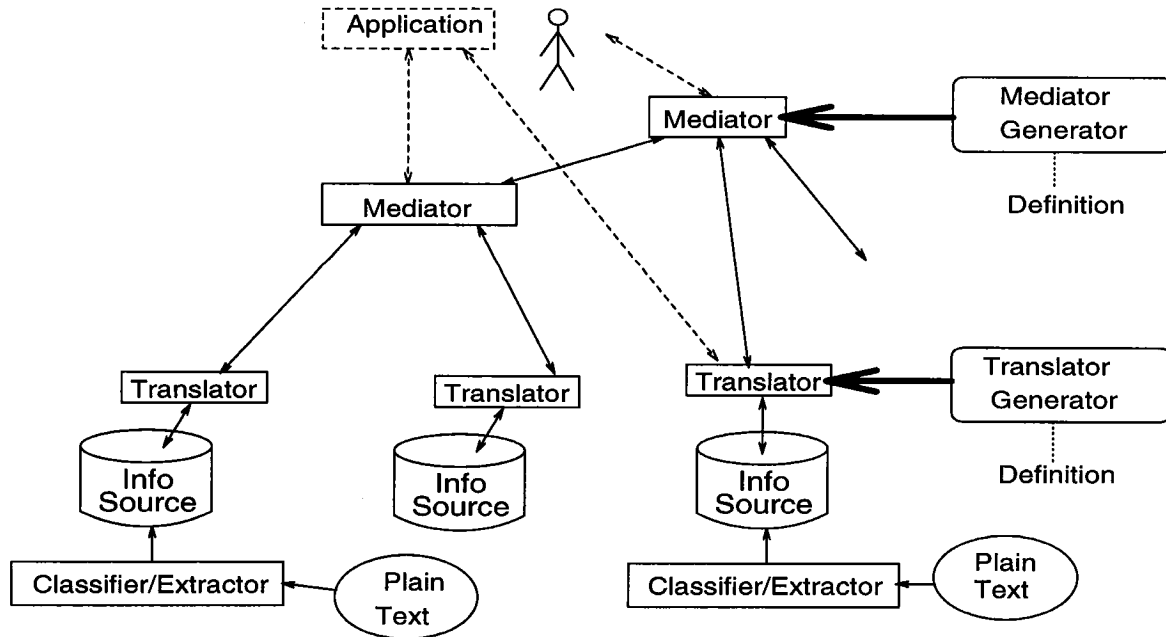 Application
Mediator
Generator
Mediator
Definition
Mediator
Translator
Generator
Translator
Translator
Translator
Definition
Info
Source
Info
Source
Info
Source
Classifier/Extractor
Plain
Text
Classifier/Extractor
Plain
Text